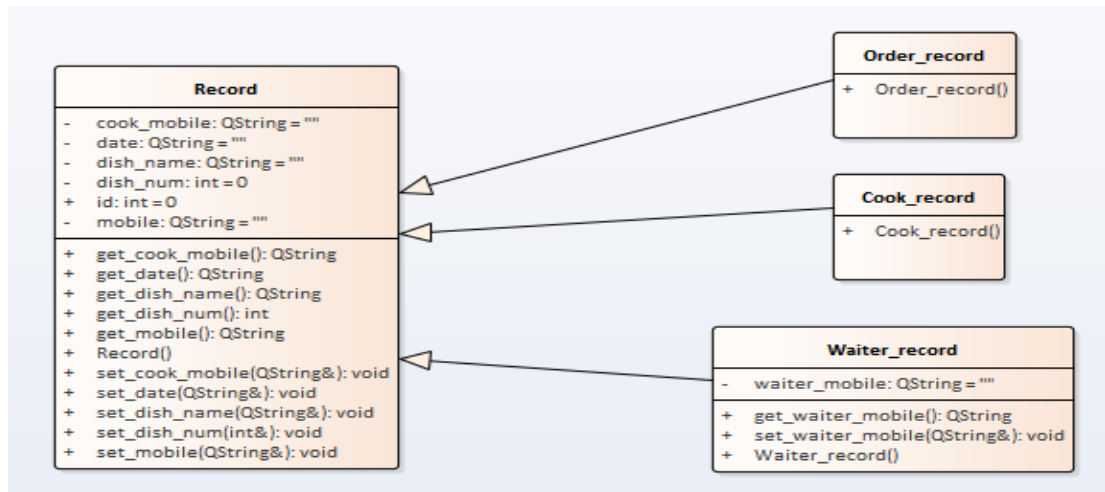 Record
- cook_mobile: QString = ""
- date: QString = ""
- dish_name: QString = ""
- dish_num: int = 0
+ id: int = 0
- mobile: QString = ""
+ get_cook_mobile(): QString
+ get_date(): QString
+ get_dish_name(): QString
+ get_dish_num(): int
+ get_mobile(): QString
+ Record()
+ set_cook_mobile(QString&): void
+ set_date(QString&): void
+ set_dish_name(QString&): void
+ set_dish_num(int&): void
+ set_mobile(QString&): void
Order_record
+ Order_record()
Cook_record
+ Cook_record()
Waiter_record
- waiter_mobile: QString = ""
+ get_waiter_mobile(): QString
+ set_waiter_mobile(QString&): void
+ Waiter_record()